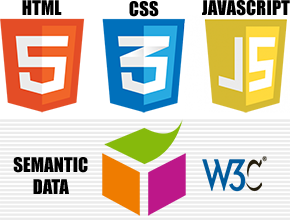 HTML CSS JAVASCRIPT
5 3 JS
SEMANTIC
DATA
W3C®